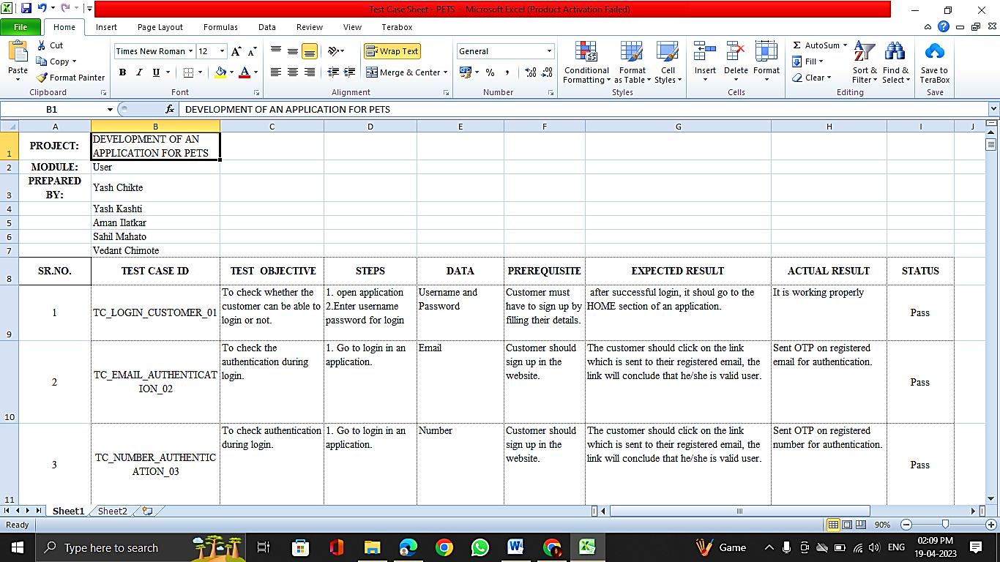 Test Case Sheet - PETS - Microsoft Excel (Product Activation Failed)
File Home Insert Page Layout Formulas Data Review View Terabox
Paste
Cut
Copy
Format Painter
Clipboard
Times New Roman 12
B I U
Font
Wrap Text
Merge & Center
Alignment
General
% ,
Number
Conditional
Formatting
Format
as Table
Cell
Styles
Styles
Insert Delete Format
Cells
Σ AutoSum
Fill
Clear
Sort &
Filter
Find &
Select
Editing
Save to
TeraBox
Save
B1 fx DEVELOPMENT OF AN APPLICATION FOR PETS
A B C D E F G H I J
1 PROJECT:
DEVELOPMENT OF AN
APPLICATION FOR PETS
2 MODULE: User
3 PREPARED
BY:
Yash Chikte
4 Yash Kashti
5 Aman Ilatkar
6 Sahil Mahato
7 Vedant Chimote
8 SR.NO. TEST CASE ID TEST OBJECTIVE STEPS DATA PREREQUISITE EXPECTED RESULT ACTUAL RESULT STATUS
9
1
TC_LOGIN_CUSTOMER_01
To check whether the
customer can be able to
login or not.
1. open application
2.Enter username
password for login
Username and
Password
Customer must
have to sign up by
filling their details.
after successful login, it shoul go to the
HOME section of an application.
It is working properly
Pass
10
2
TC_EMAIL_AUTHENTICAT
ION_02
To check the
authentication during
login.
1. Go to login in an
application.
Email
Customer should
sign up in the
website.
The customer should click on the link
which is sent to their registered email, the
link will conclude that he/she is valid user.
Sent OTP on registered
email for authentication.
Pass
11
3
TC_NUMBER_AUTHENTIC
ATION_03
To check authentication
during login.
1. Go to login in an
application.
Number
Customer should
sign up in the
website.
The customer should click on the link
which is sent to their registered email, the
link will conclude that he/she is valid user.
Sent OTP on registered
number for authentication.
Pass
Sheet1 Sheet2
Ready 90%
Type here to search
Game
ENG
02:09 PM
19-04-2023